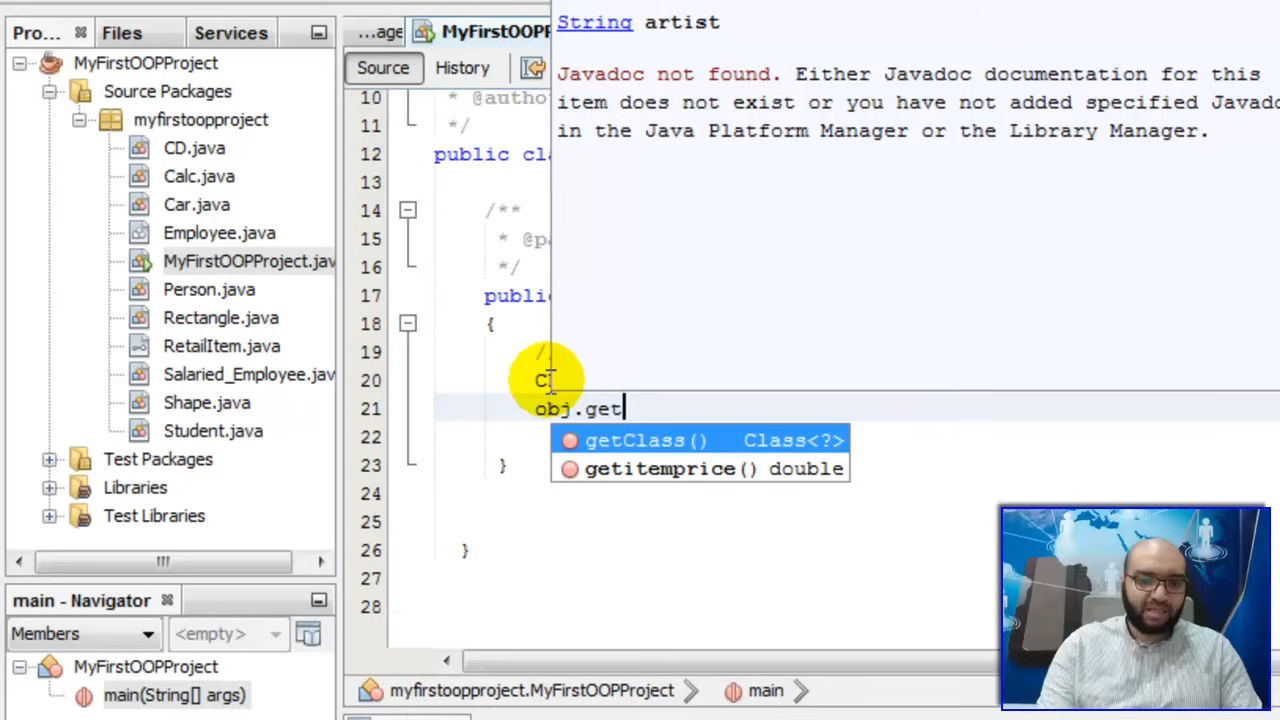 Pro...
Files
Services
MyFirstOOPProject
Source Packages
myfirstoopproject
CD.java
Calc.java
Car.java
Employee.java
MyFirstOOPProject.jav
Person.java
Rectangle.java
RetailItem.java
Salaried_Employee.jav
Shape.java
Student.java
Test Packages
Libraries
Test Libraries
main - Navigator
Members
<empty>
MyFirstOOPProject
main(String[] args)
...age
MyFirstOOPP
Source
History
10 * @autho
11 */
12 public cla
13
14 /**
15 * @pa
16 */
17 public
18 {
19 /
20 C
21 obj.get
22
23 }
24
25
26 }
27
28
String artist
Javadoc not found. Either Javadoc documentation for this
item does not exist or you have not added specified Javado
in the Java Platform Manager or the Library Manager.
getClass() Class<?>
getitemprice() double
myfirstoopproject.MyFirstOOPProject
main